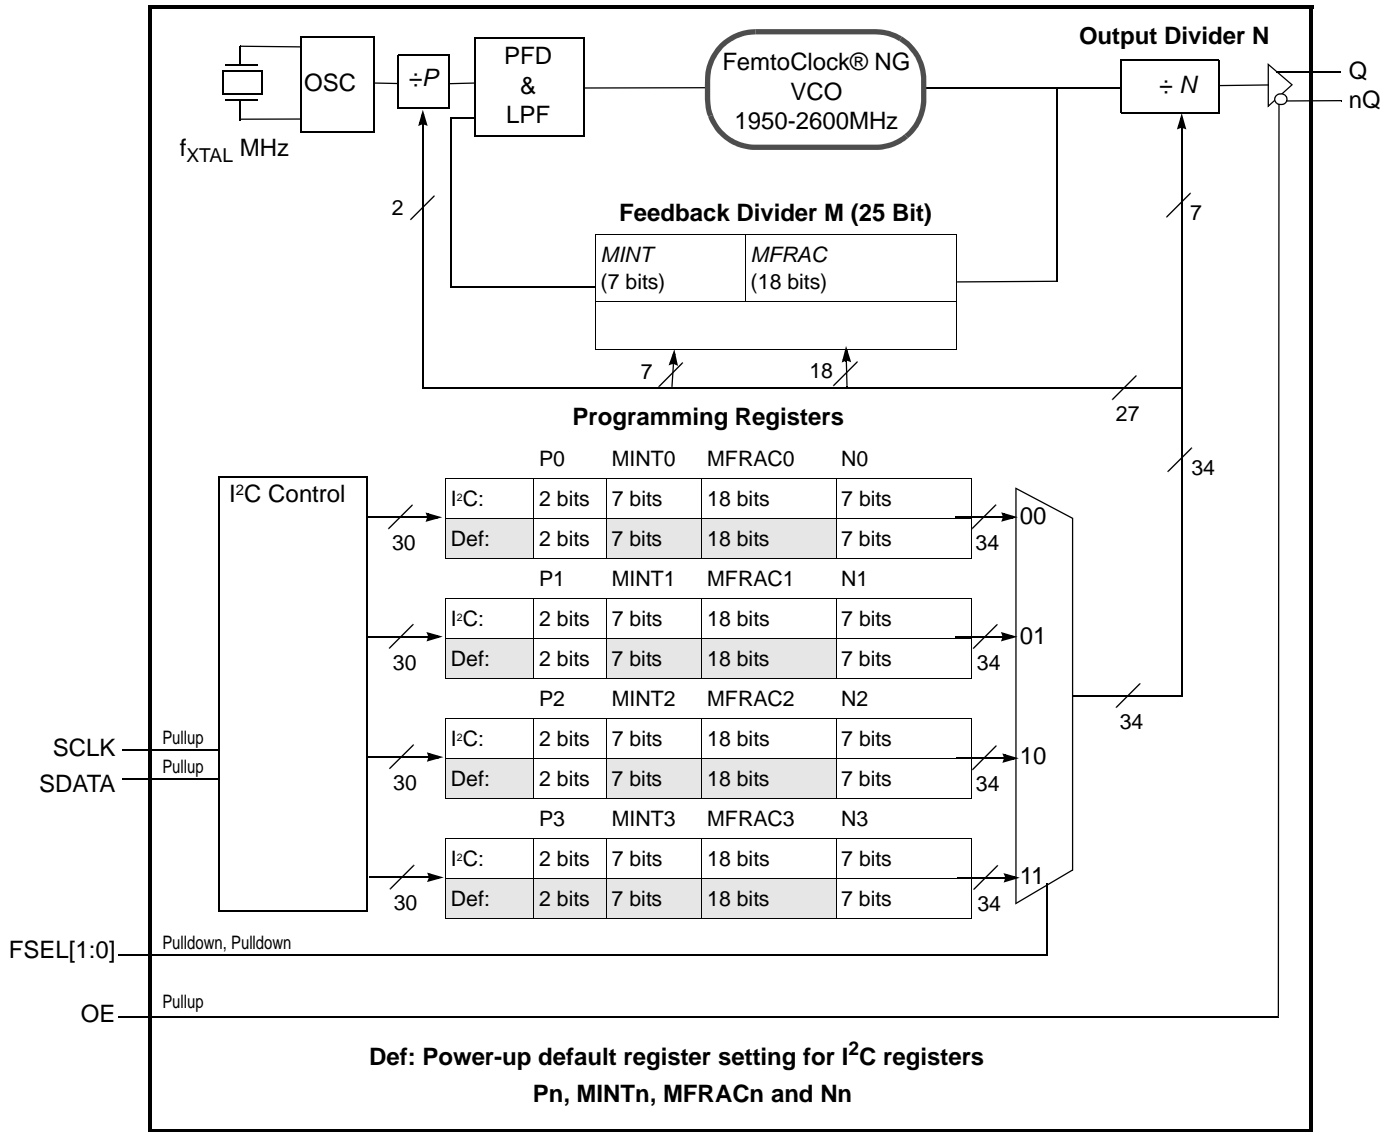 Output Divider N
OSC
÷P
PFD
&
LPF
FemtoClock® NG
VCO
1950-2600MHz
÷ N
Q
nQ
fXTAL MHz
2
7
Feedback Divider M (25 Bit)
MINT
(7 bits)
MFRAC
(18 bits)
7
18
27
Programming Registers
34
P0 MINT0 MFRAC0 N0
I²C Control
I²C: 2 bits 7 bits 18 bits 7 bits
00
30
Def: 2 bits 7 bits 18 bits 7 bits
34
P1 MINT1 MFRAC1 N1
I²C: 2 bits 7 bits 18 bits 7 bits
01
30
Def: 2 bits 7 bits 18 bits 7 bits
34
P2 MINT2 MFRAC2 N2
34
SCLK Pullup
I²C: 2 bits 7 bits 18 bits 7 bits
10
SDATA Pullup
30
Def: 2 bits 7 bits 18 bits 7 bits
34
P3 MINT3 MFRAC3 N3
I²C: 2 bits 7 bits 18 bits 7 bits
11
30
Def: 2 bits 7 bits 18 bits 7 bits
34
FSEL[1:0] Pulldown, Pulldown
OE Pullup
Def: Power-up default register setting for I²C registers
Pn, MINTn, MFRACn and Nn